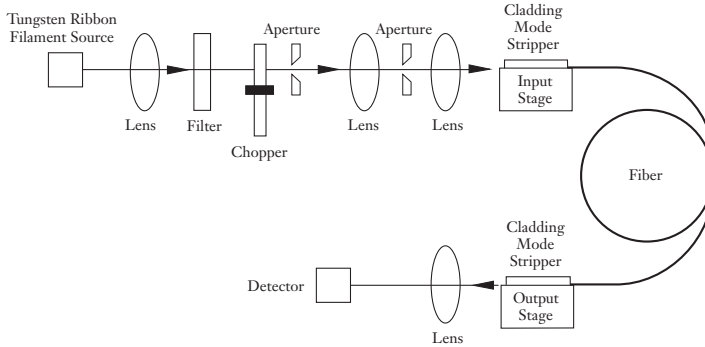 Tungsten Ribbon
Filament Source
Lens
Filter
Chopper
Aperture
Lens
Aperture
Lens
Cladding
Mode
Stripper
Input
Stage
Fiber
Cladding
Mode
Stripper
Output
Stage
Lens
Detector